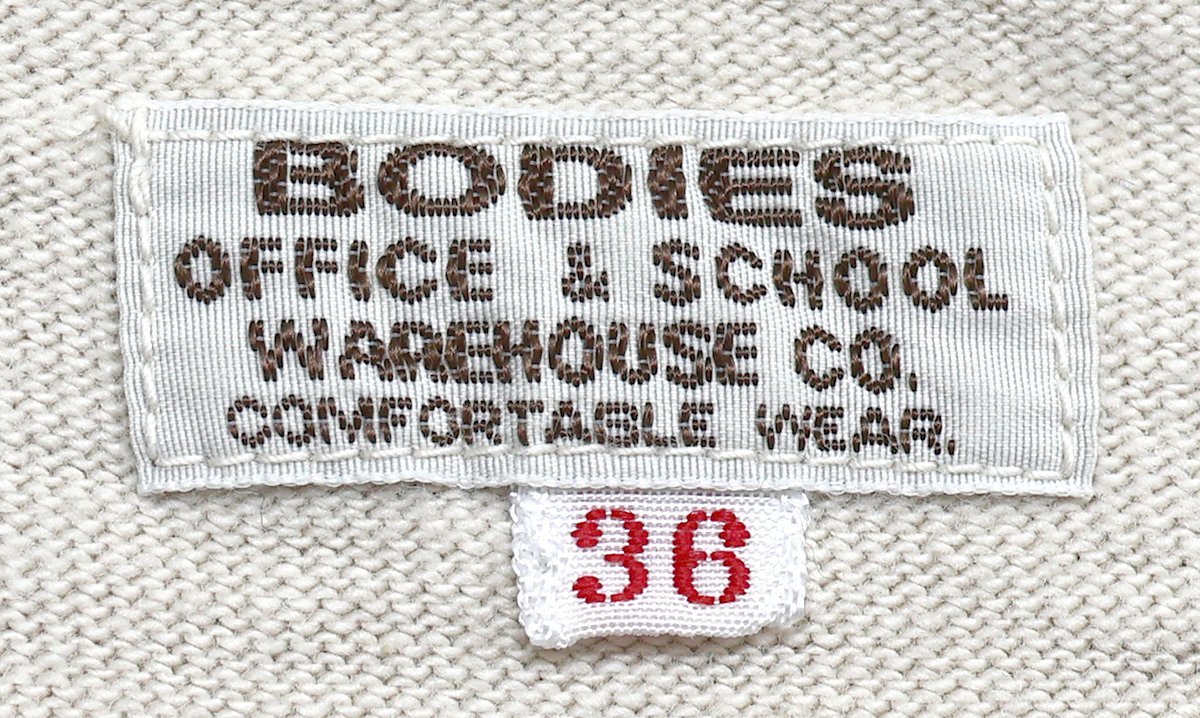 BODIES
OFFICE & SCHOOL
WAREHOUSE CO.
COMFORTABLE WEAR.
36